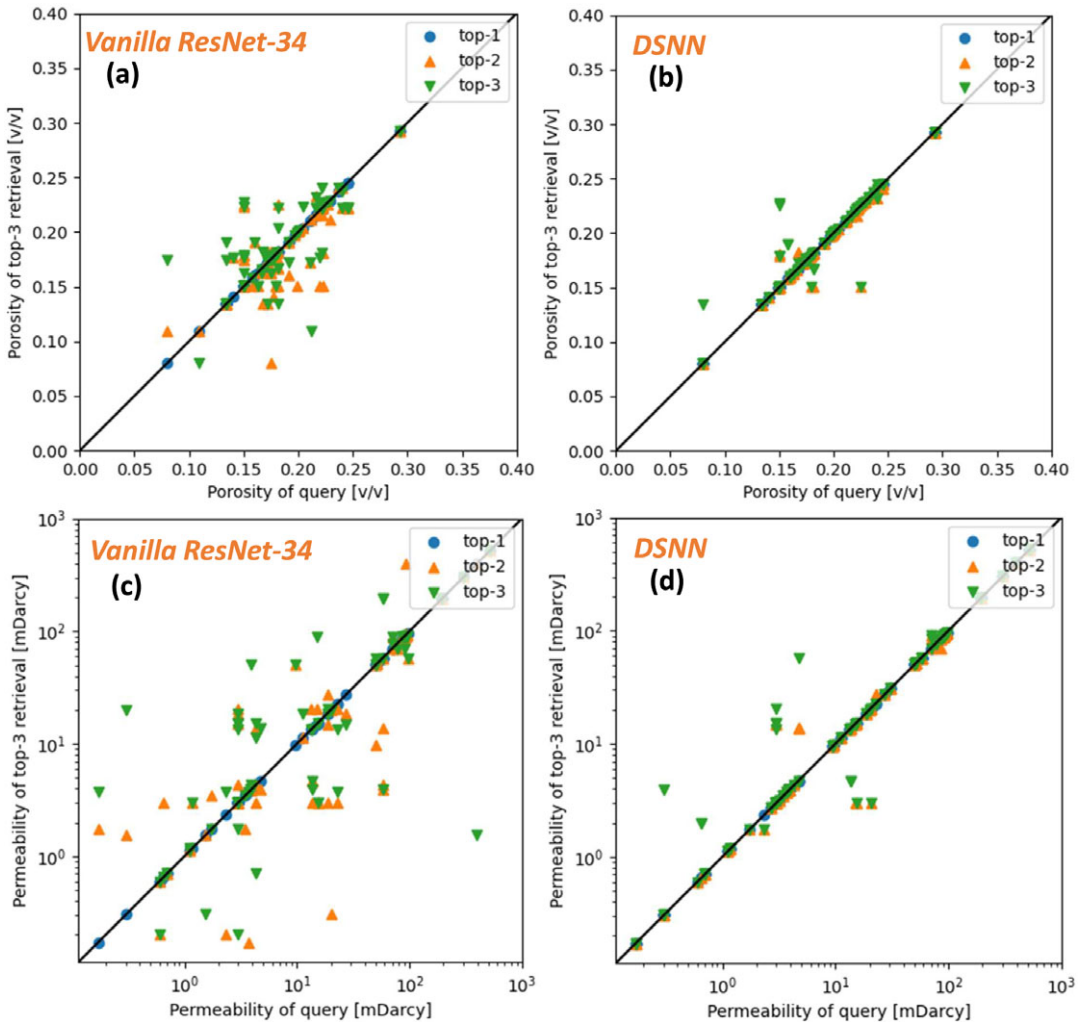 Vanilla ResNet-34
(a)
top-1
top-2
top-3
0.40
0.35
0.30
0.25
0.20
0.15
0.10
0.05
0.00
Porosity of top-3 retrieval [v/v]
0.00 0.05 0.10 0.15 0.20 0.25 0.30 0.35 0.40
Porosity of query [v/v]
DSNN
(b)
top-1
top-2
top-3
0.40
0.35
0.30
0.25
0.20
0.15
0.10
0.05
0.00
Porosity of top-3 retrieval [v/v]
0.00 0.05 0.10 0.15 0.20 0.25 0.30 0.35 0.40
Porosity of query [v/v]
Vanilla ResNet-34
(c)
top-1
top-2
top-3
10³
10²
10¹
10⁰
Permeability of top-3 retrieval [mDarcy]
10⁰ 10¹ 10² 10³
Permeability of query [mDarcy]
DSNN
(d)
top-1
top-2
top-3
10³
10²
10¹
10⁰
Permeability of top-3 retrieval [mDarcy]
10⁰ 10¹ 10² 10³
Permeability of query [mDarcy]